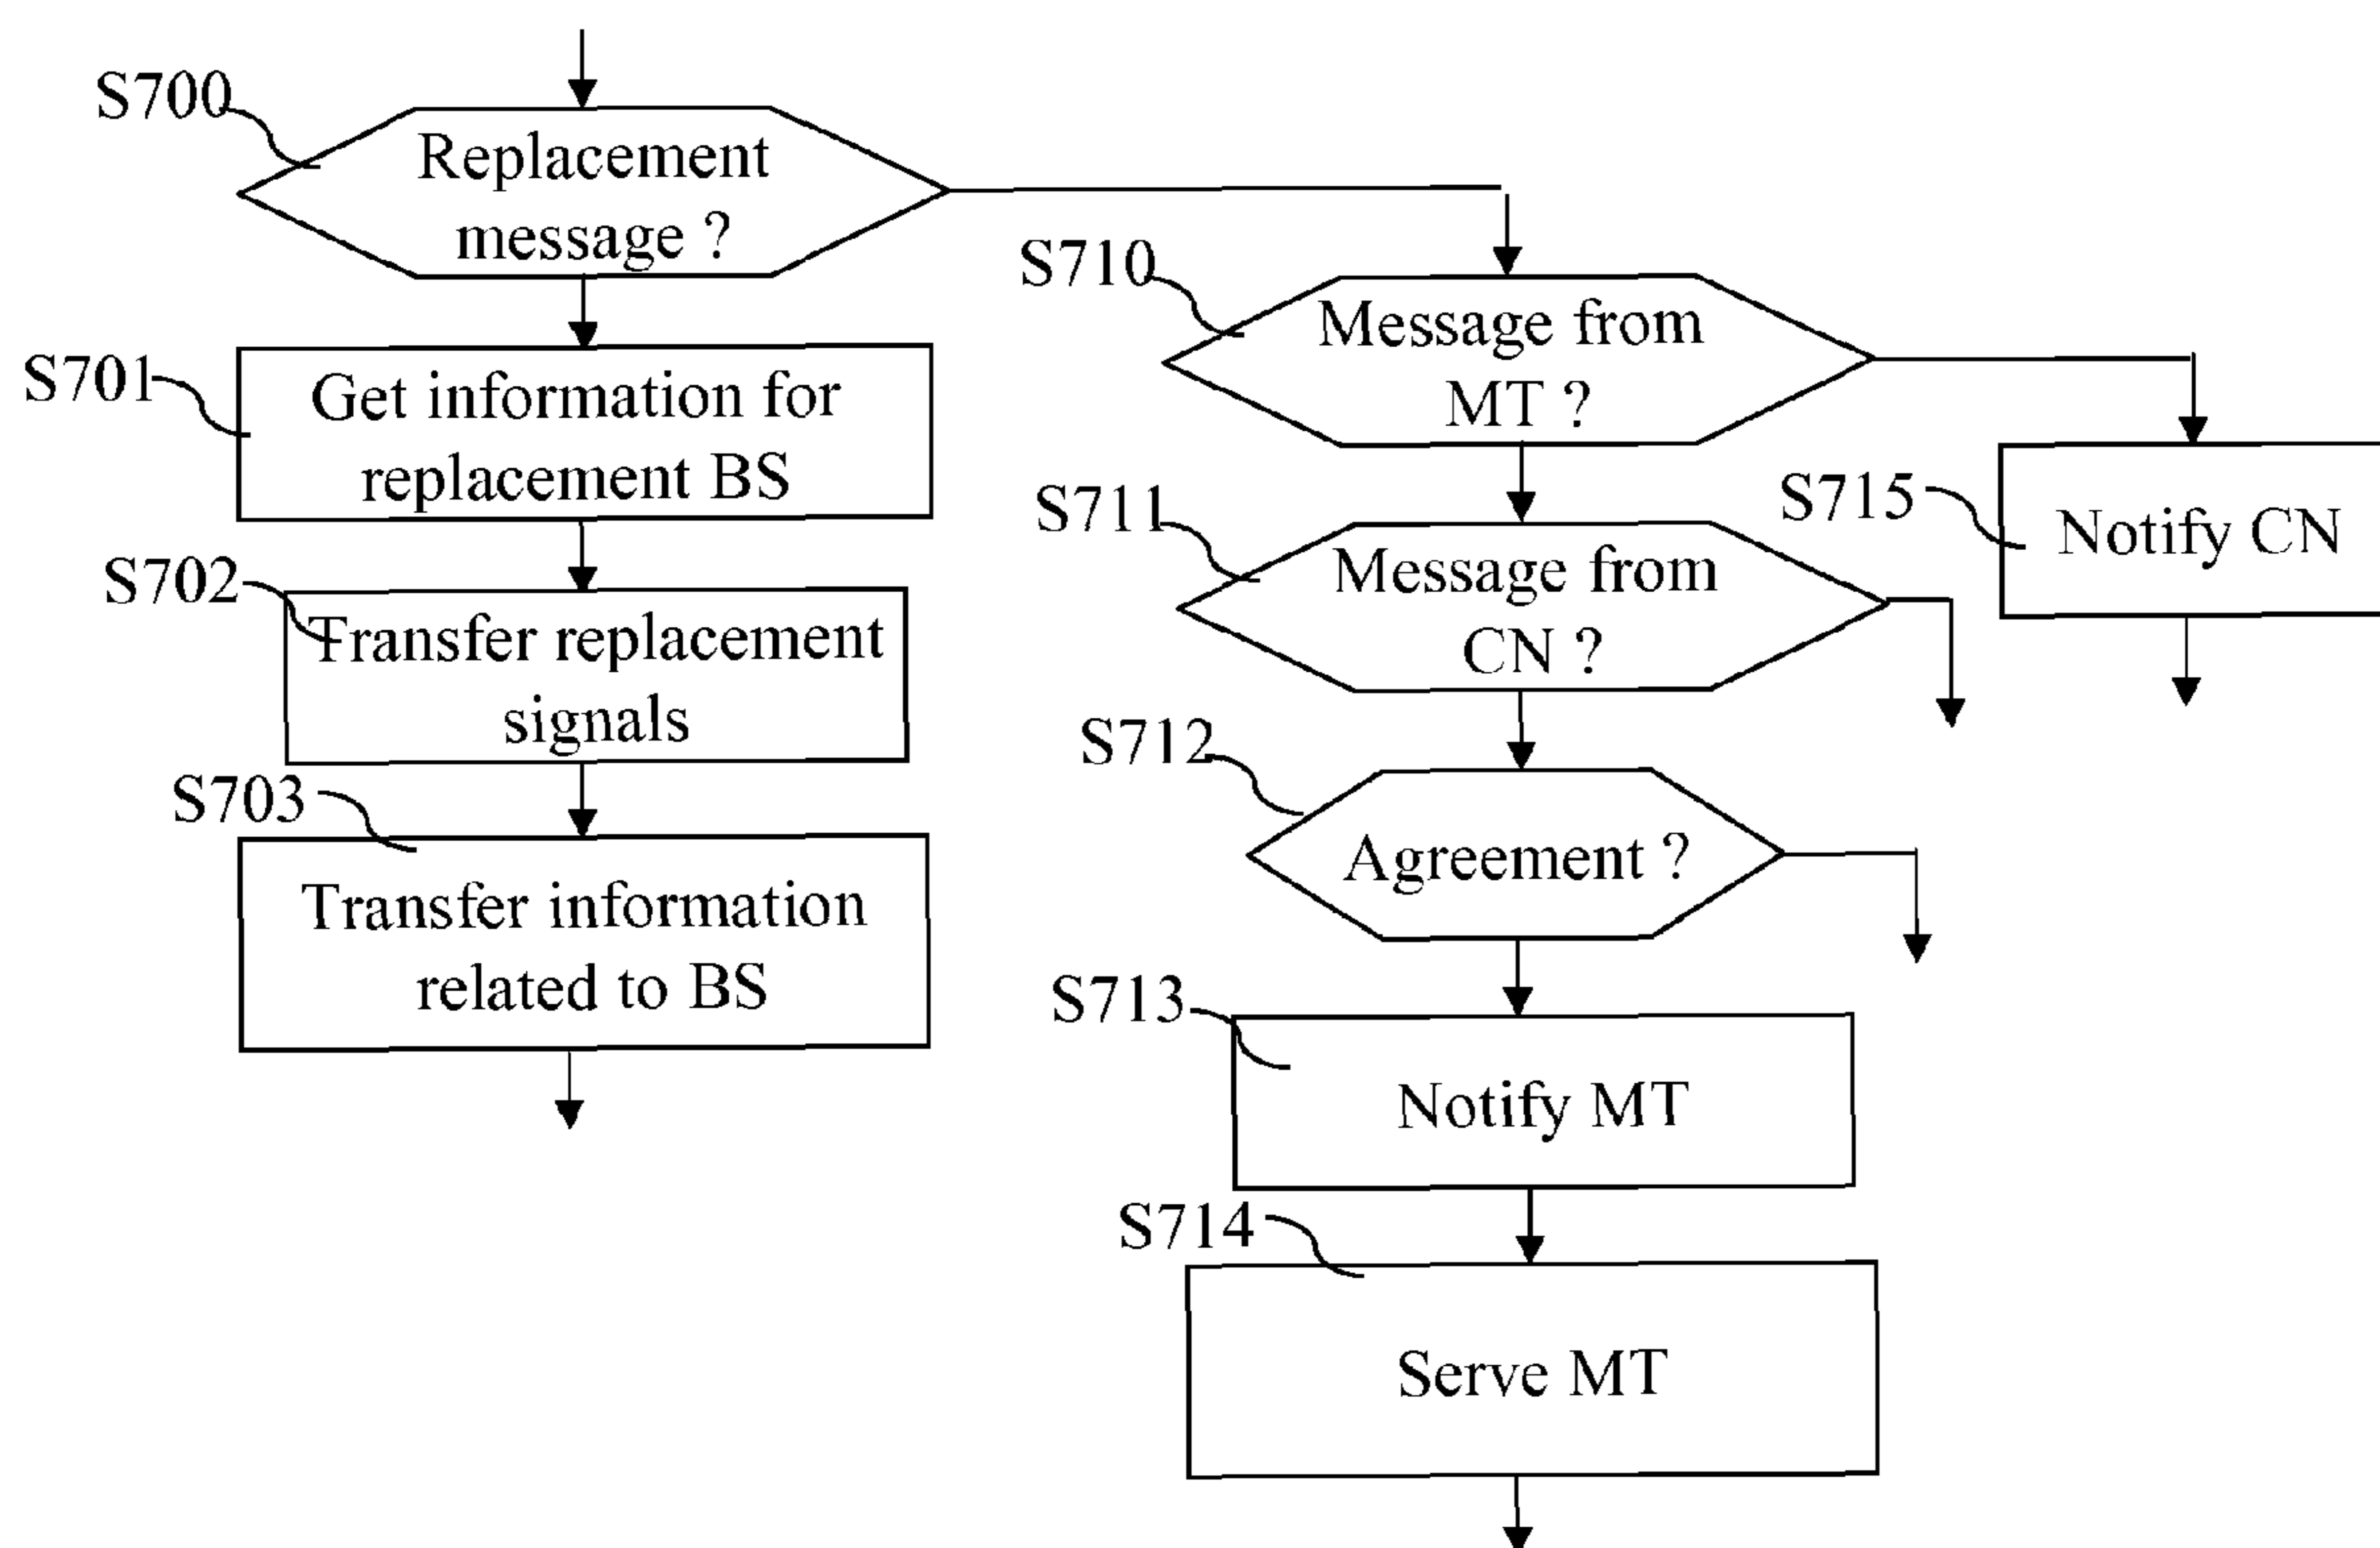 S700
Replacement
message ?
S701
Get information for
replacement BS
S702
Transfer replacement
signals
S703
Transfer information
related to BS
S710
Message from
MT ?
S711
Message from
CN ?
S712
Agreement ?
S713
Notify MT
S714
Serve MT
S715
Notify CN